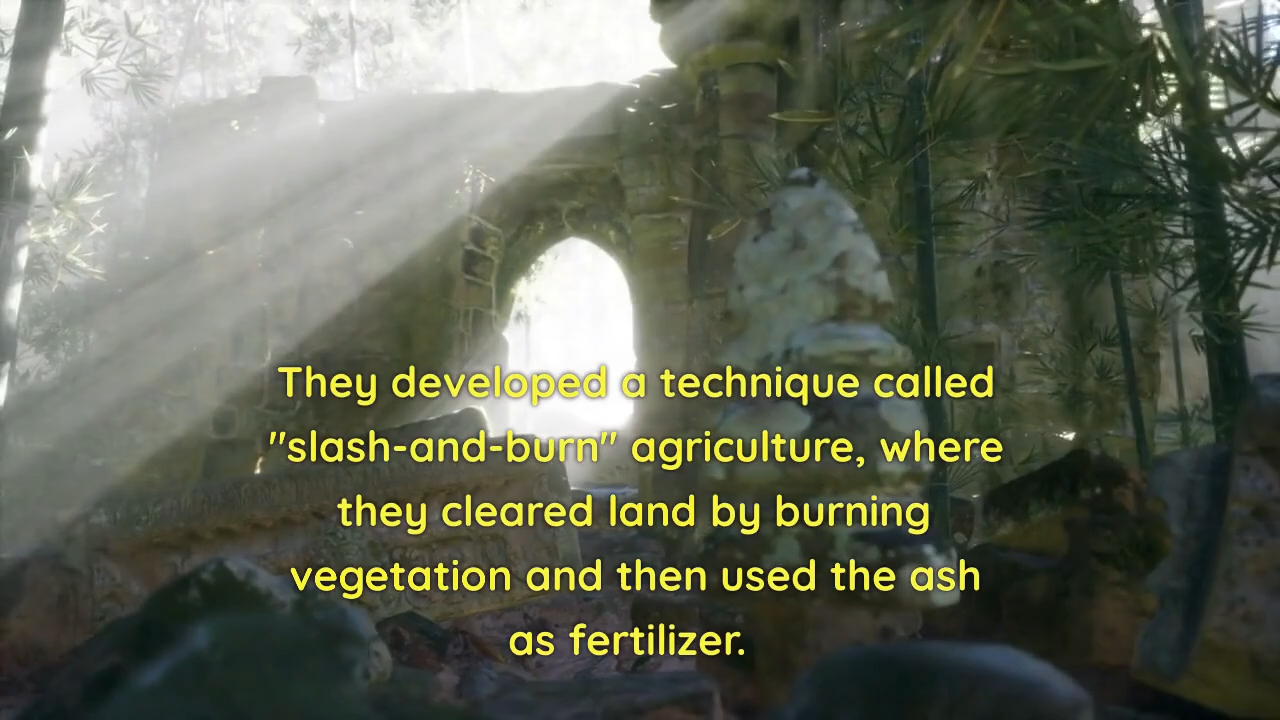 They developed a technique called
"slash-and-burn" agriculture, where
they cleared land by burning
vegetation and then used the ash
as fertilizer.